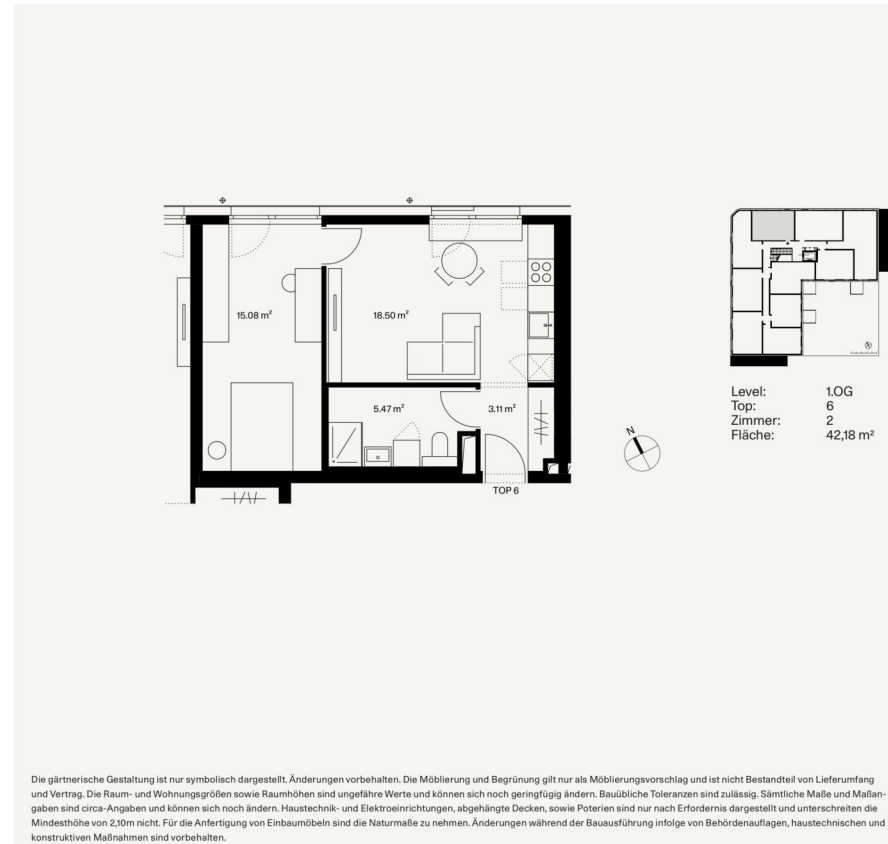 15.08 m²
18.50 m²
5.47 m²
3.11 m²
TOP 6
N
Level: 1.OG
Top: 6
Zimmer: 2
Fläche: 42,18 m²
Die gärtnerische Gestaltung ist nur symbolisch dargestellt. Änderungen vorbehalten. Die Möblierung und Begrünung gilt nur als Möblierungsvorschlag und ist nicht Bestandteil von Lieferumfang
und Vertrag. Die Raum- und Wohnungsgrößen sowie Raumhöhen sind ungefähre Werte und können sich noch geringfügig ändern. Bauübliche Toleranzen sind zulässig. Sämtliche Maße und Maßan-
gaben sind circa-Angaben und können sich noch ändern. Haustechnik- und Elektroeinrichtungen, abgehängte Decken, sowie Poterien sind nur nach Erfordernis dargestellt und unterschreiten die
Mindesthöhe von 2,10m nicht. Für die Anfertigung von Einbaumöbeln sind die Naturmaße zu nehmen. Änderungen während der Bauausführung infolge von Behördenauflagen, haustechnischen und
konstruktiven Maßnahmen sind vorbehalten.